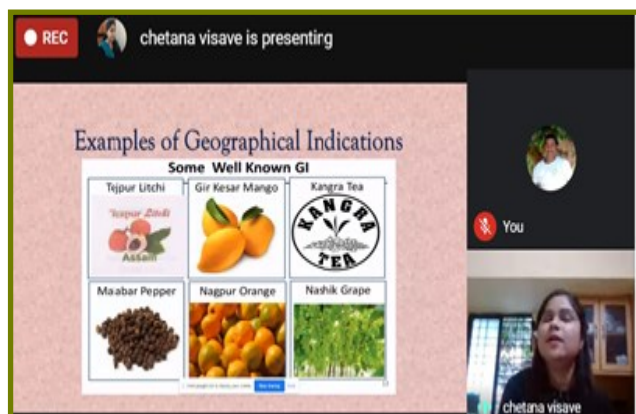 REC
chetana visave is presenting
Examples of Geographical Indications
Some Well Known GI
Tejpur Litchi
Gir Kesar Mango
Kangra Tea
Tezpur Litchi
Assam
KANGRA
TEA
Malabar Pepper
Nagpur Orange
Nashik Grape
You
chetana visave